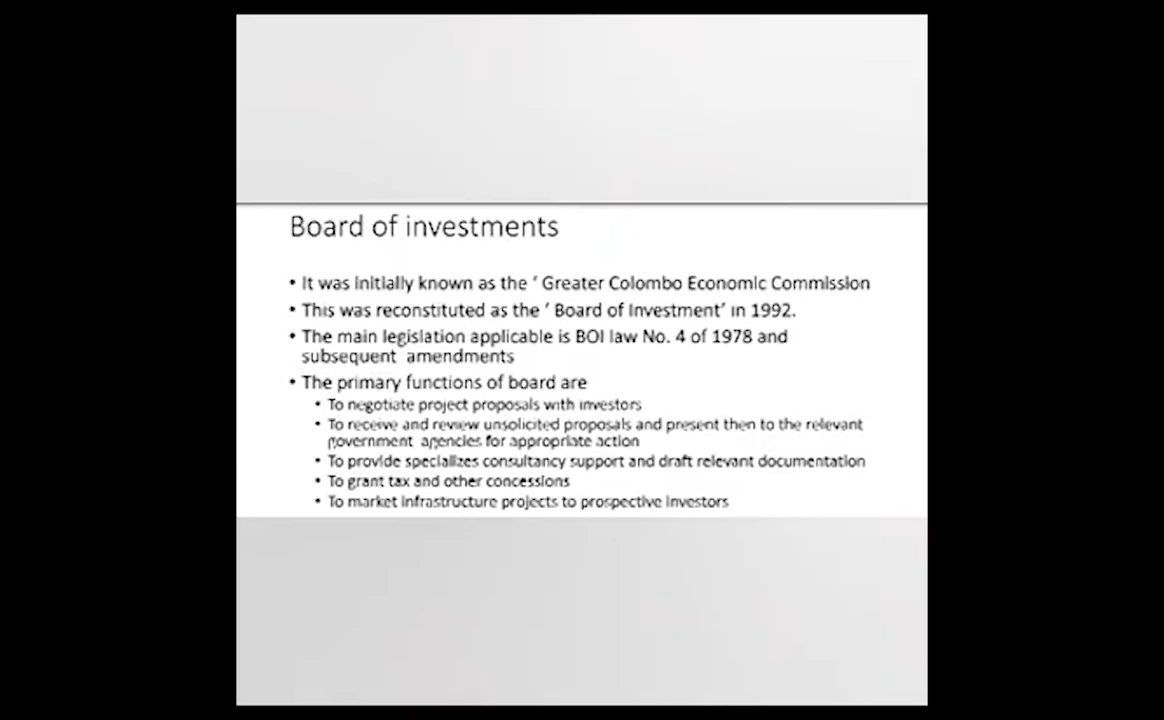 Board of investments
• It was initially known as the ‘ Greater Colombo Economic Commission
• This was reconstituted as the ‘ Board of Investment’ in 1992.
• The main legislation applicable is BOI law No. 4 of 1978 and
subsequent amendments
• The primary functions of board are
• To negotiate project proposals with investors
• To receive and review unsolicited proposals and present then to the relevant
government agencies for appropriate action
• To provide specializes consultancy support and draft relevant documentation
• To grant tax and other concessions
• To market infrastructure projects to prospective investors